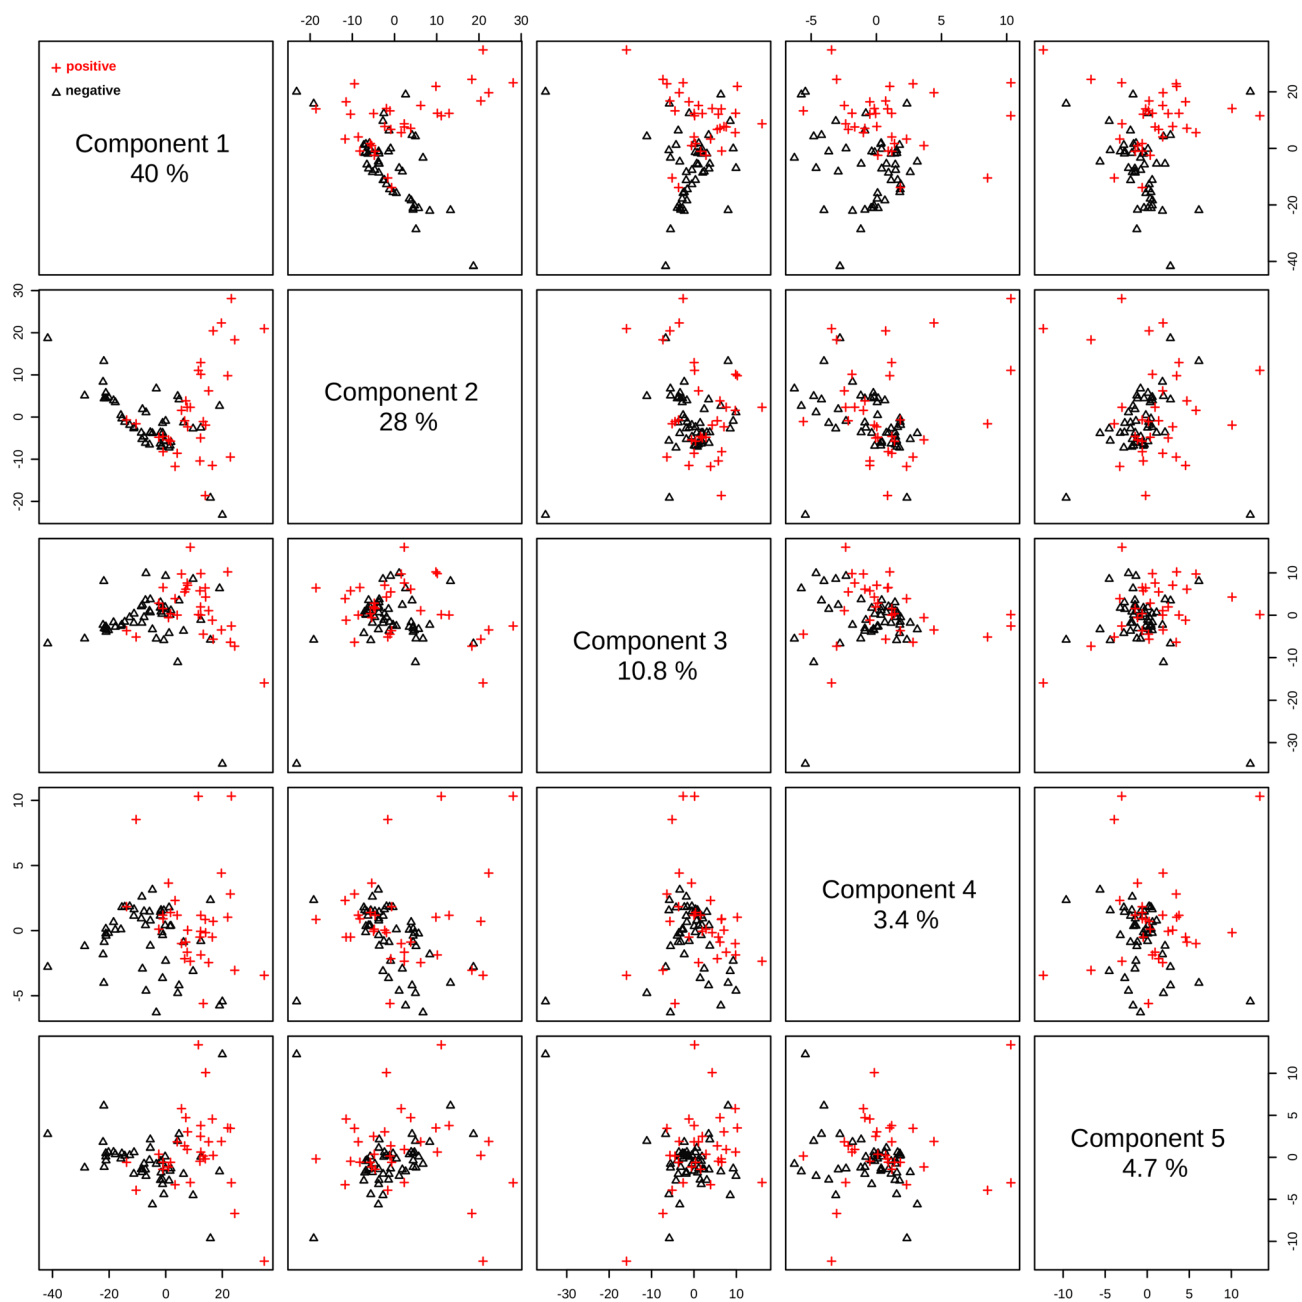 -20 -10 0 10 20 30
-5 0 5 10
positive
negative
Component 1
40 %
-40 -20 0 20
-20 -10 0 10 20 30
Component 2
28 %
Component 3
10.8 %
-30 -20 -10 0 10
-5 0 5 10
Component 4
3.4 %
Component 5
4.7 %
-10 -5 0 5 10
-40 -20 0 20
-30 -20 -10 0 10
-10 -5 0 5 10